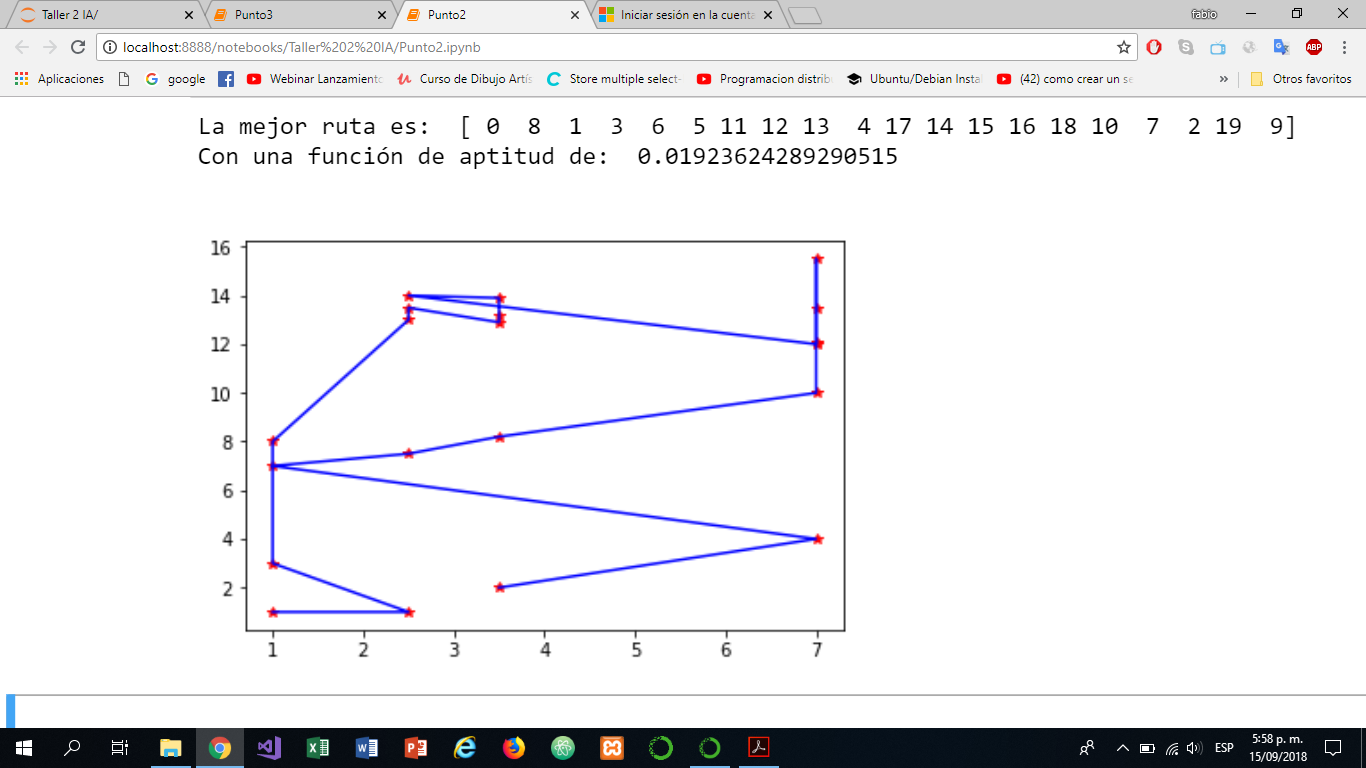 Taller 2 IA/ Punto3 Punto2 Iniciar sesión en la cuenta fabio
localhost:8888/notebooks/Taller%202%20IA/Punto2.ipynb ABP
Aplicaciones google Webinar Lanzamiento Curso de Dibujo Artís Store multiple select- Programacion distrib Ubuntu/Debian Insta (42) como crear un se » Otros favoritos
La mejor ruta es: [ 0 8 1 3 6 5 11 12 13 4 17 14 15 16 18 10 7 2 19 9]
Con una función de aptitud de: 0.01923624289290515
16
14
12
10
8
6
4
2
1 2 3 4 5 6 7
ESP
5:58 p. m.
15/09/2018